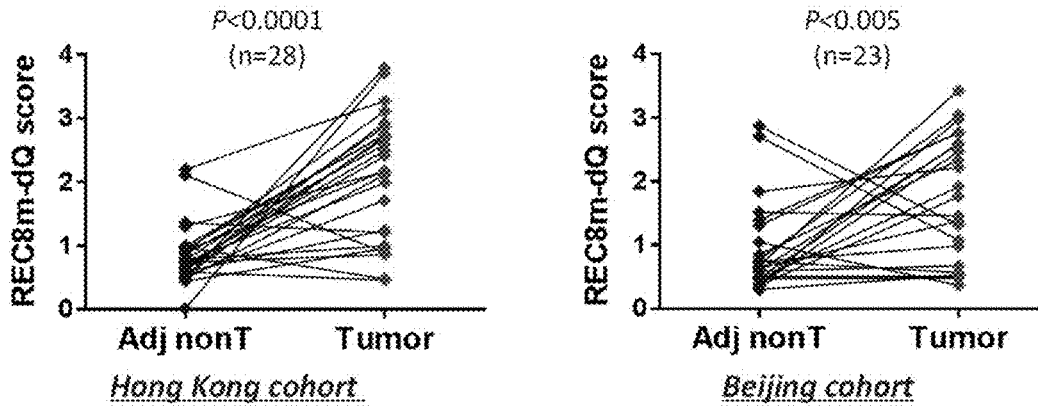 P<0.0001
(n=28)
REC8m-dQ score
4
3
2
1
0
Adj nonT Tumor
Hong Kong cohort
P<0.005
(n=23)
REC8m-dQ score
4
3
2
1
0
Adj nonT Tumor
Beijing cohort